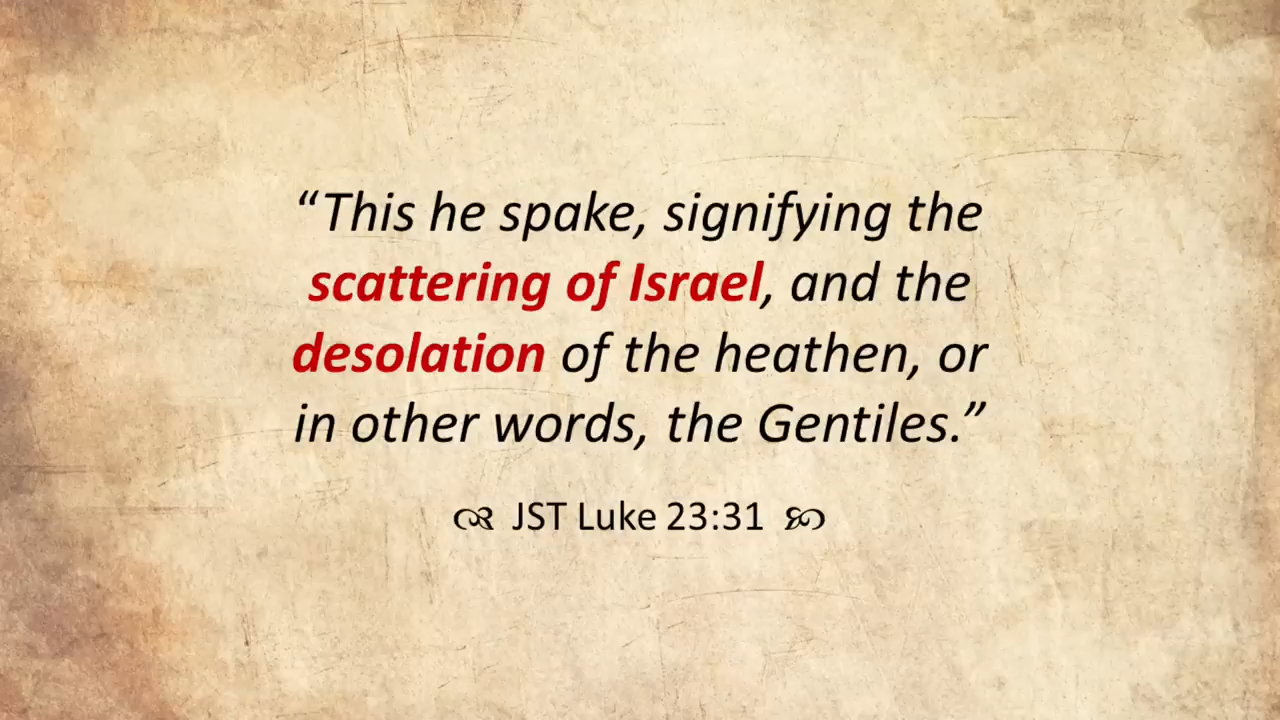 “This he spake, signifying the
scattering of Israel, and the
desolation of the heathen, or
in other words, the Gentiles.”
JST Luke 23:31